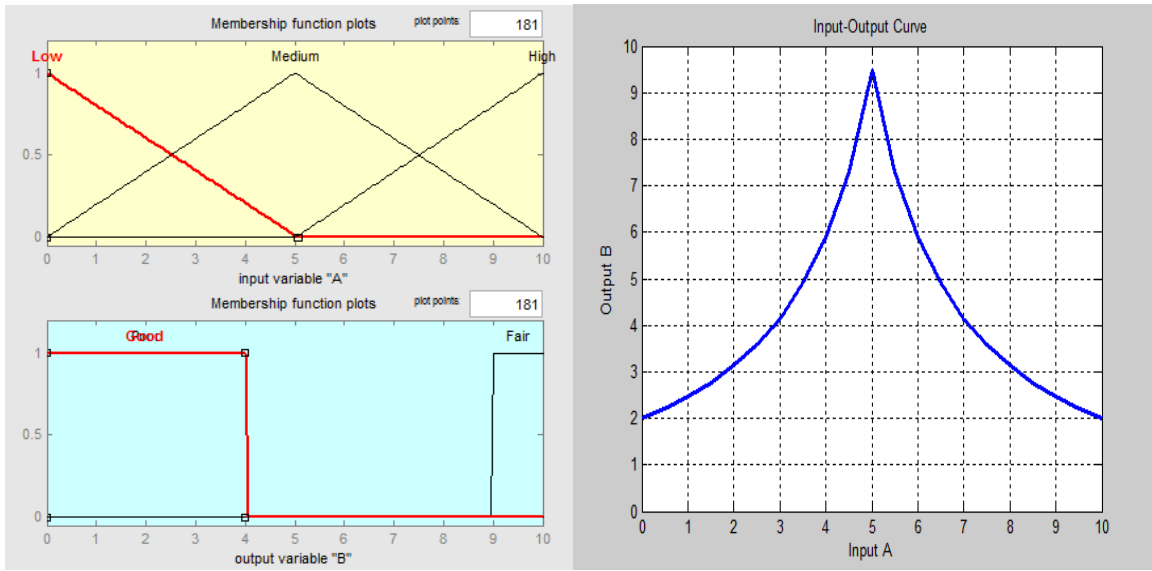 Membership function plots plot points: 181
Low Medium High
1
0.5
0
0 1 2 3 4 5 6 7 8 9 10
input variable "A"
Membership function plots plot points: 181
Good Fair
1
0.5
0
0 1 2 3 4 5 6 7 8 9 10
output variable "B"
Input-Output Curve
10
9
8
7
6
5
4
3
2
1
0
Output B
0 1 2 3 4 5 6 7 8 9 10
Input A